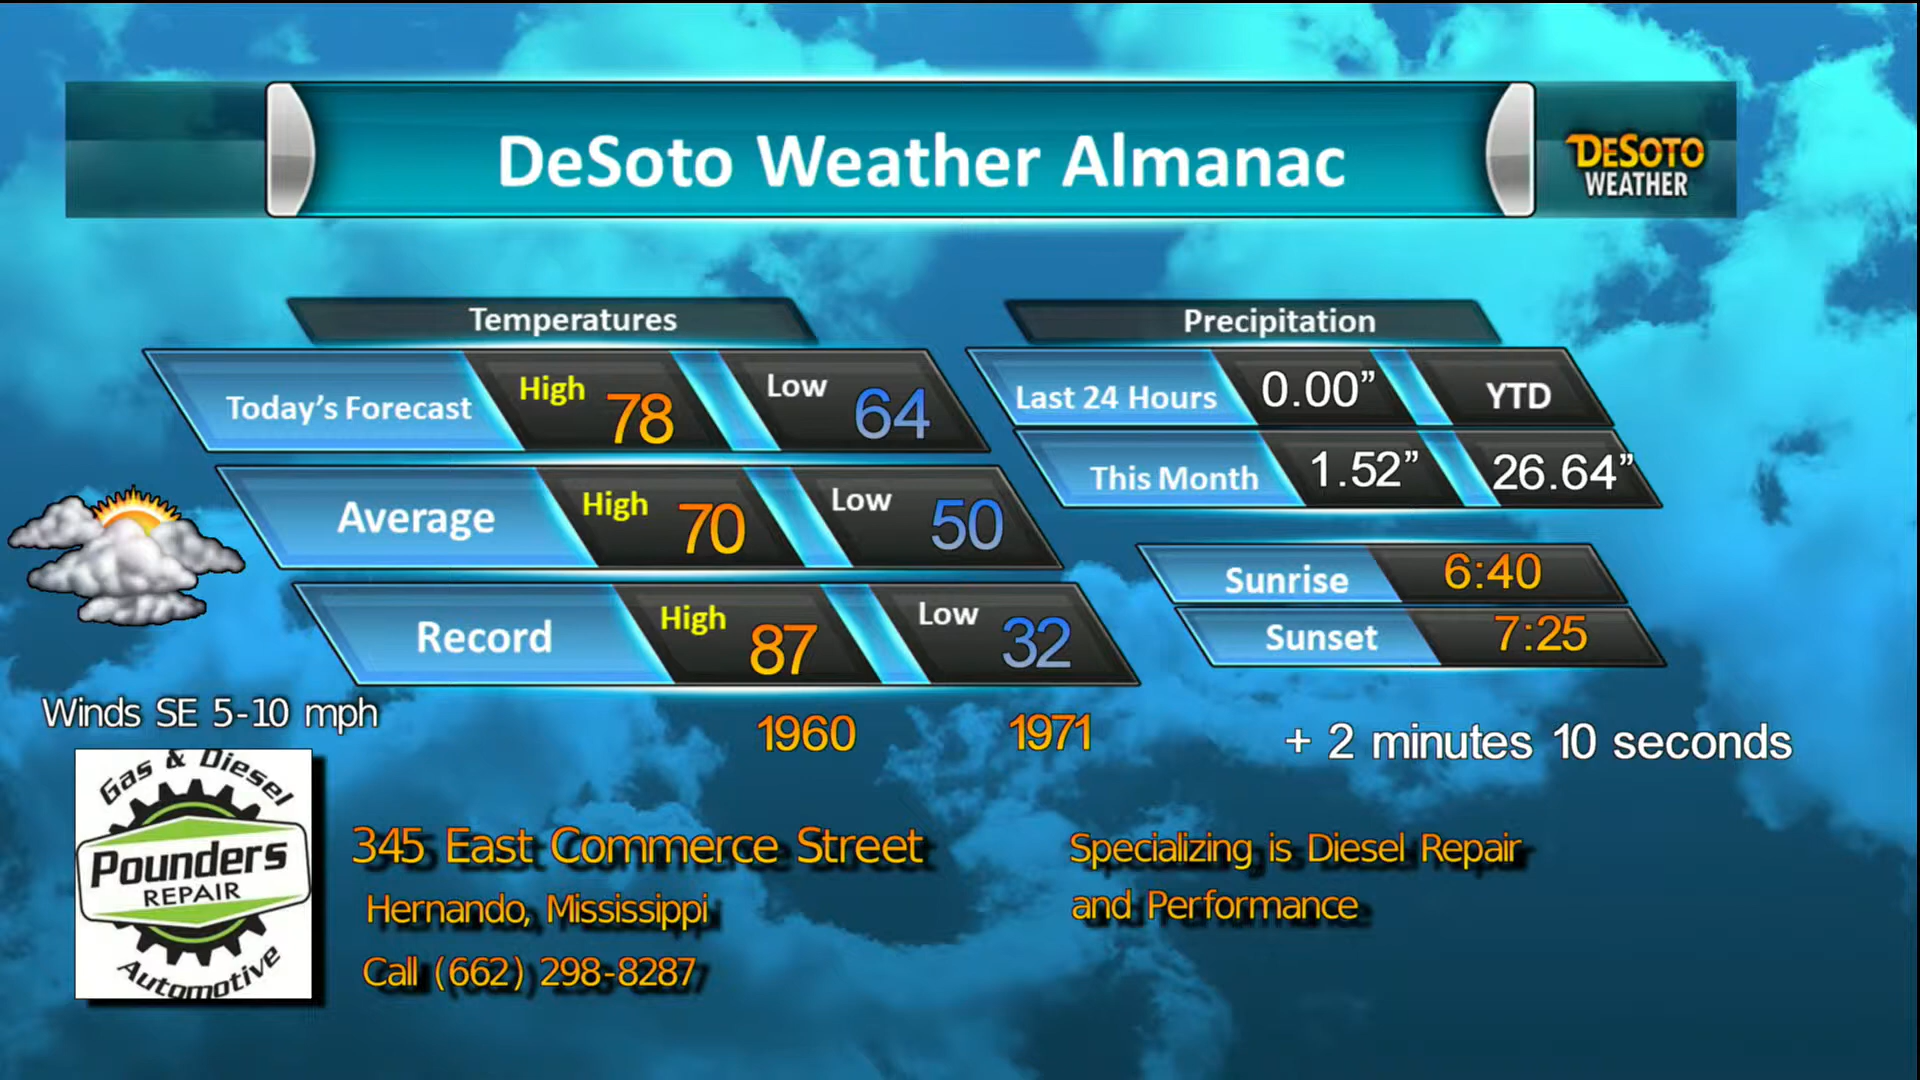 DeSoto Weather Almanac
DESOTO
WEATHER
Temperatures
Today's Forecast High 78 Low 64
Average High 70 Low 50
Record High 87 Low 32
1960 1971
Precipitation
Last 24 Hours 0.00” YTD
This Month 1.52” 26.64”
Sunrise 6:40
Sunset 7:25
+ 2 minutes 10 seconds
Winds SE 5-10 mph
Gas & Diesel
Pounders
REPAIR
Automotive
345 East Commerce Street
Hernando, Mississippi
Call (662) 298-8287
Specializing is Diesel Repair
and Performance